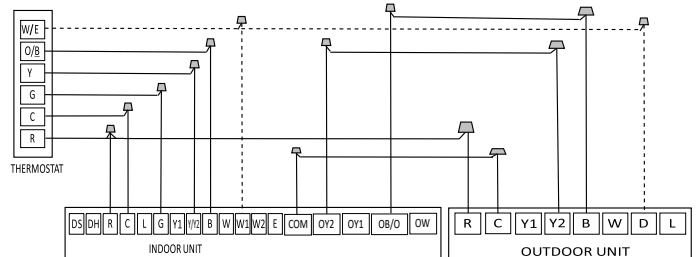 W/E
O/B
Y
G
C
R
THERMOSTAT
DS DH R C L G Y1 Y/Y2 B W W1 W2 E COM OY2 OY1 OB/O OW
INDOOR UNIT
R C Y1 Y2 B W D L
OUTDOOR UNIT